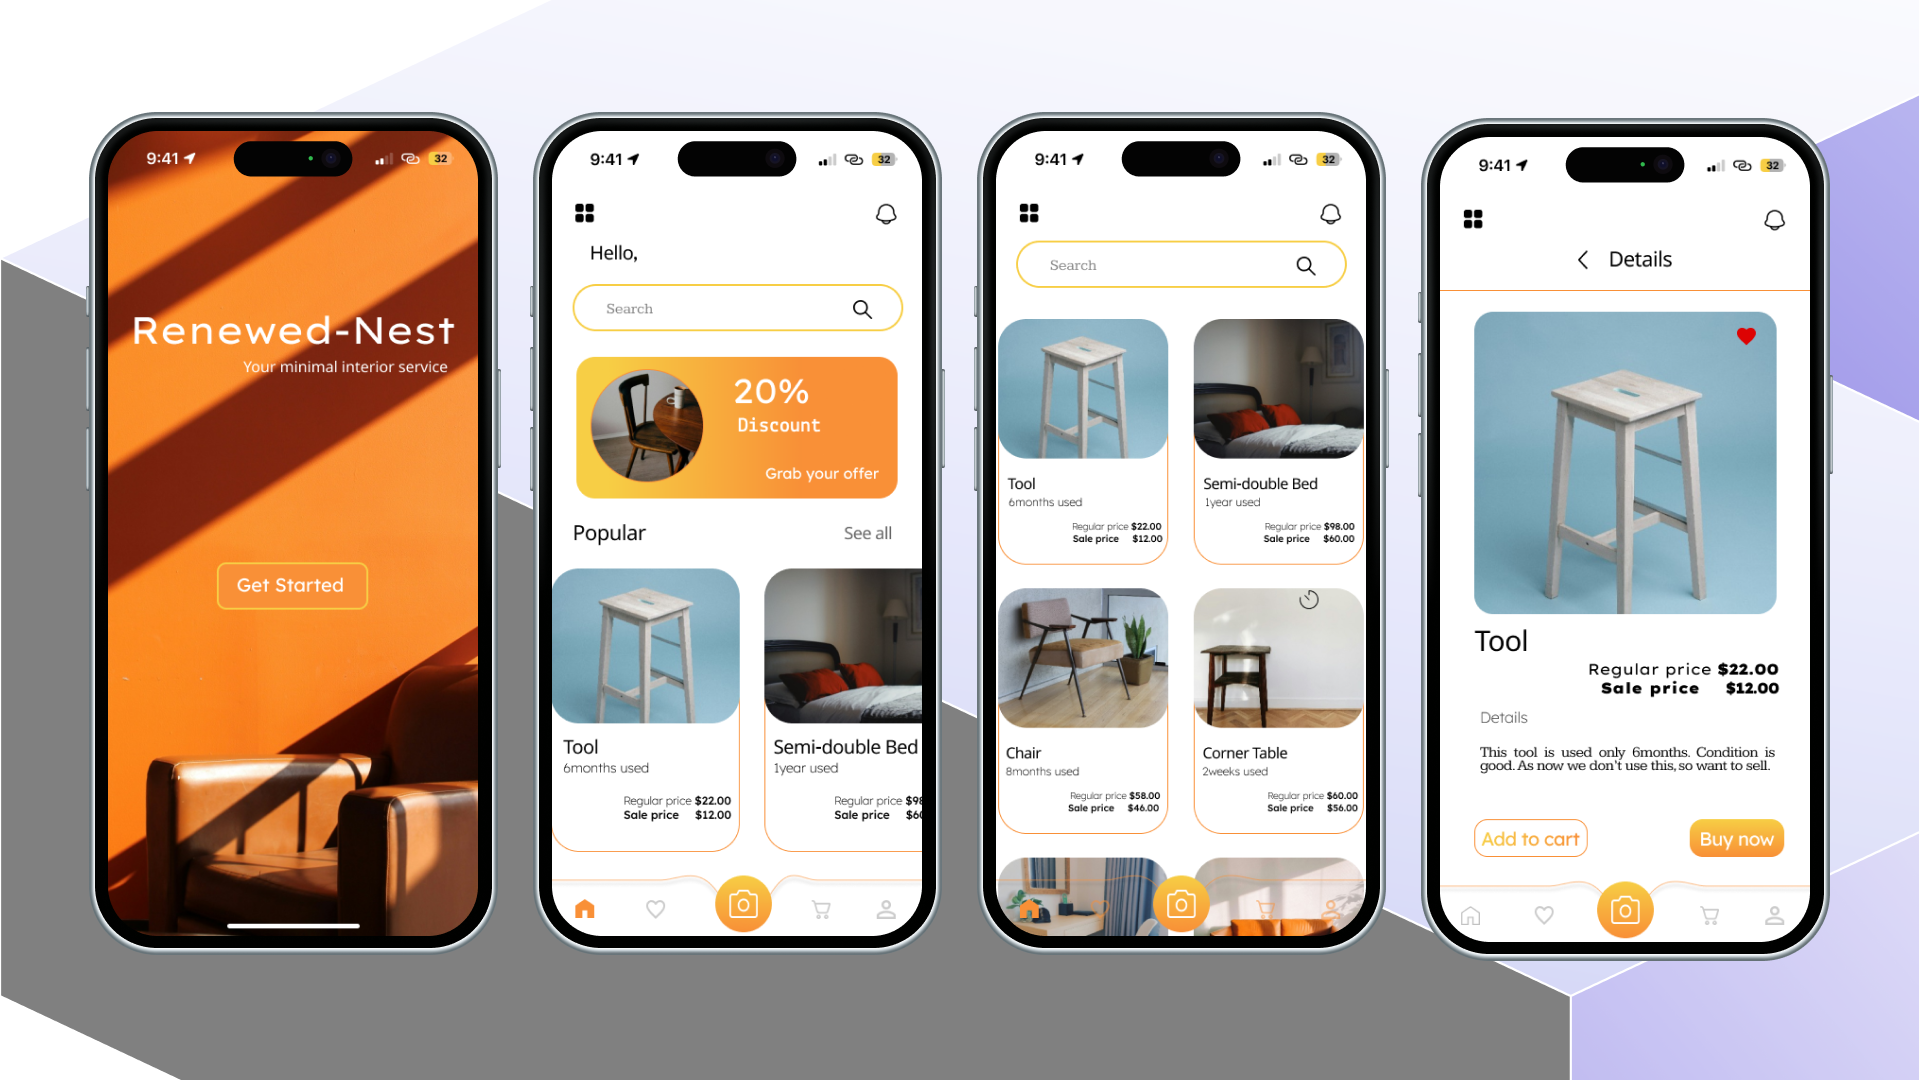 9:41
32
Renewed-Nest
Your minimal interior service
Get Started
9:41
32
Hello,
Search
20%
Discount
Grab your offer
Popular
See all
Tool
6months used
Regular price $22.00
Sale price $12.00
Semi-double Bed
1year used
Regular price $98
Sale price $60
9:41
32
Search
Tool
6months used
Regular price $22.00
Sale price $12.00
Semi-double Bed
1year used
Regular price $98.00
Sale price $60.00
Chair
8months used
Regular price $58.00
Sale price $46.00
Corner Table
2weeks used
Regular price $60.00
Sale price $56.00
9:41
32
Details
Tool
Regular price $22.00
Sale price $12.00
Details
This tool is used only 6months. Condition is
good. As now we don't use this, so want to sell.
Add to cart
Buy now